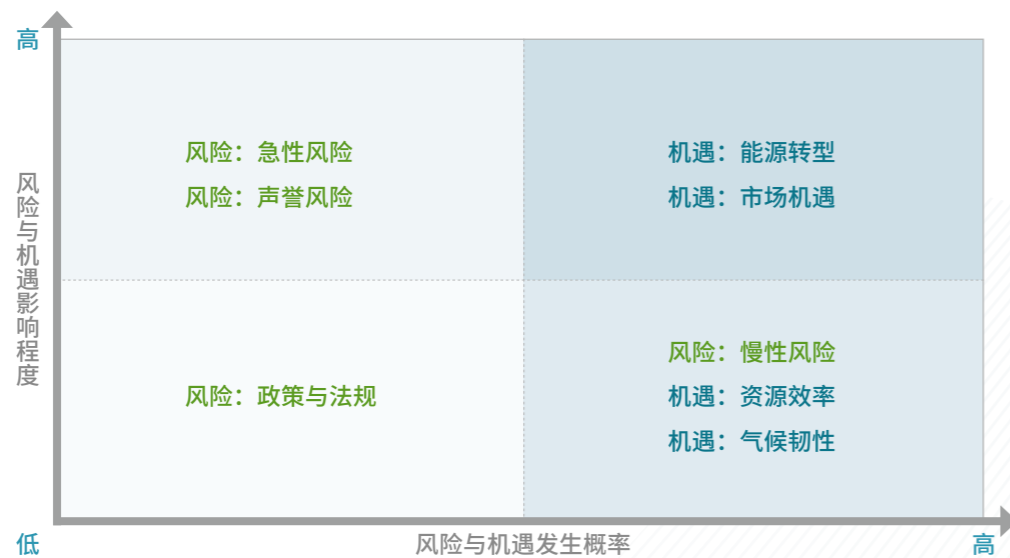 高
风险与机遇影响程度
风险：急性风险
风险：声誉风险
机遇：能源转型
机遇：市场机遇
风险：政策与法规
风险：慢性风险
机遇：资源效率
机遇：气候韧性
低
风险与机遇发生概率
高